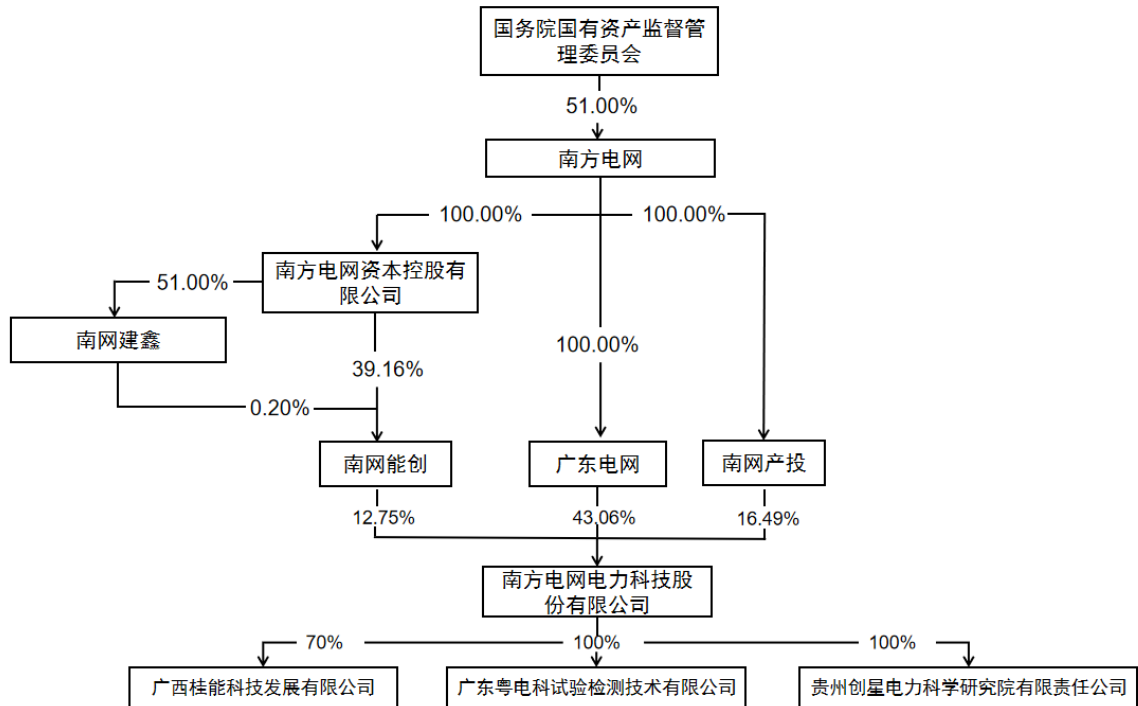 国务院国有资产监督管
理委员会
51.00%
南方电网
100.00%
100.00%
南方电网资本控股有
限公司
51.00%
南网建鑫
100.00%
39.16%
0.20%
南网能创
广东电网
南网产投
12.75%
43.06%
16.49%
南方电网电力科技股
份有限公司
70%
100%
100%
广西桂能科技发展有限公司
广东粤电科试验检测技术有限公司
贵州创星电力科学研究院有限责任公司